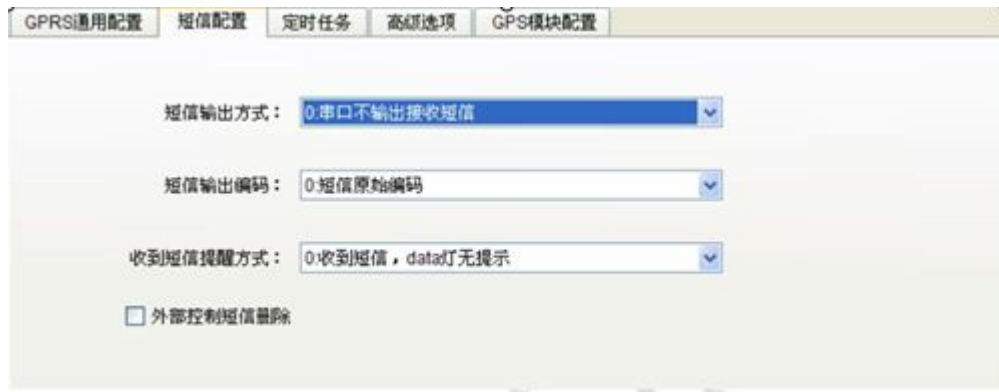 GPRS通用配置 短信配置 定时任务 高级选项 GPS模块配置
短信输出方式： 0:串口不输出接收短信
短信输出编码： 0:短信原始编码
收到短信提醒方式： 0:收到短信，data灯无提示
外部控制短信删除